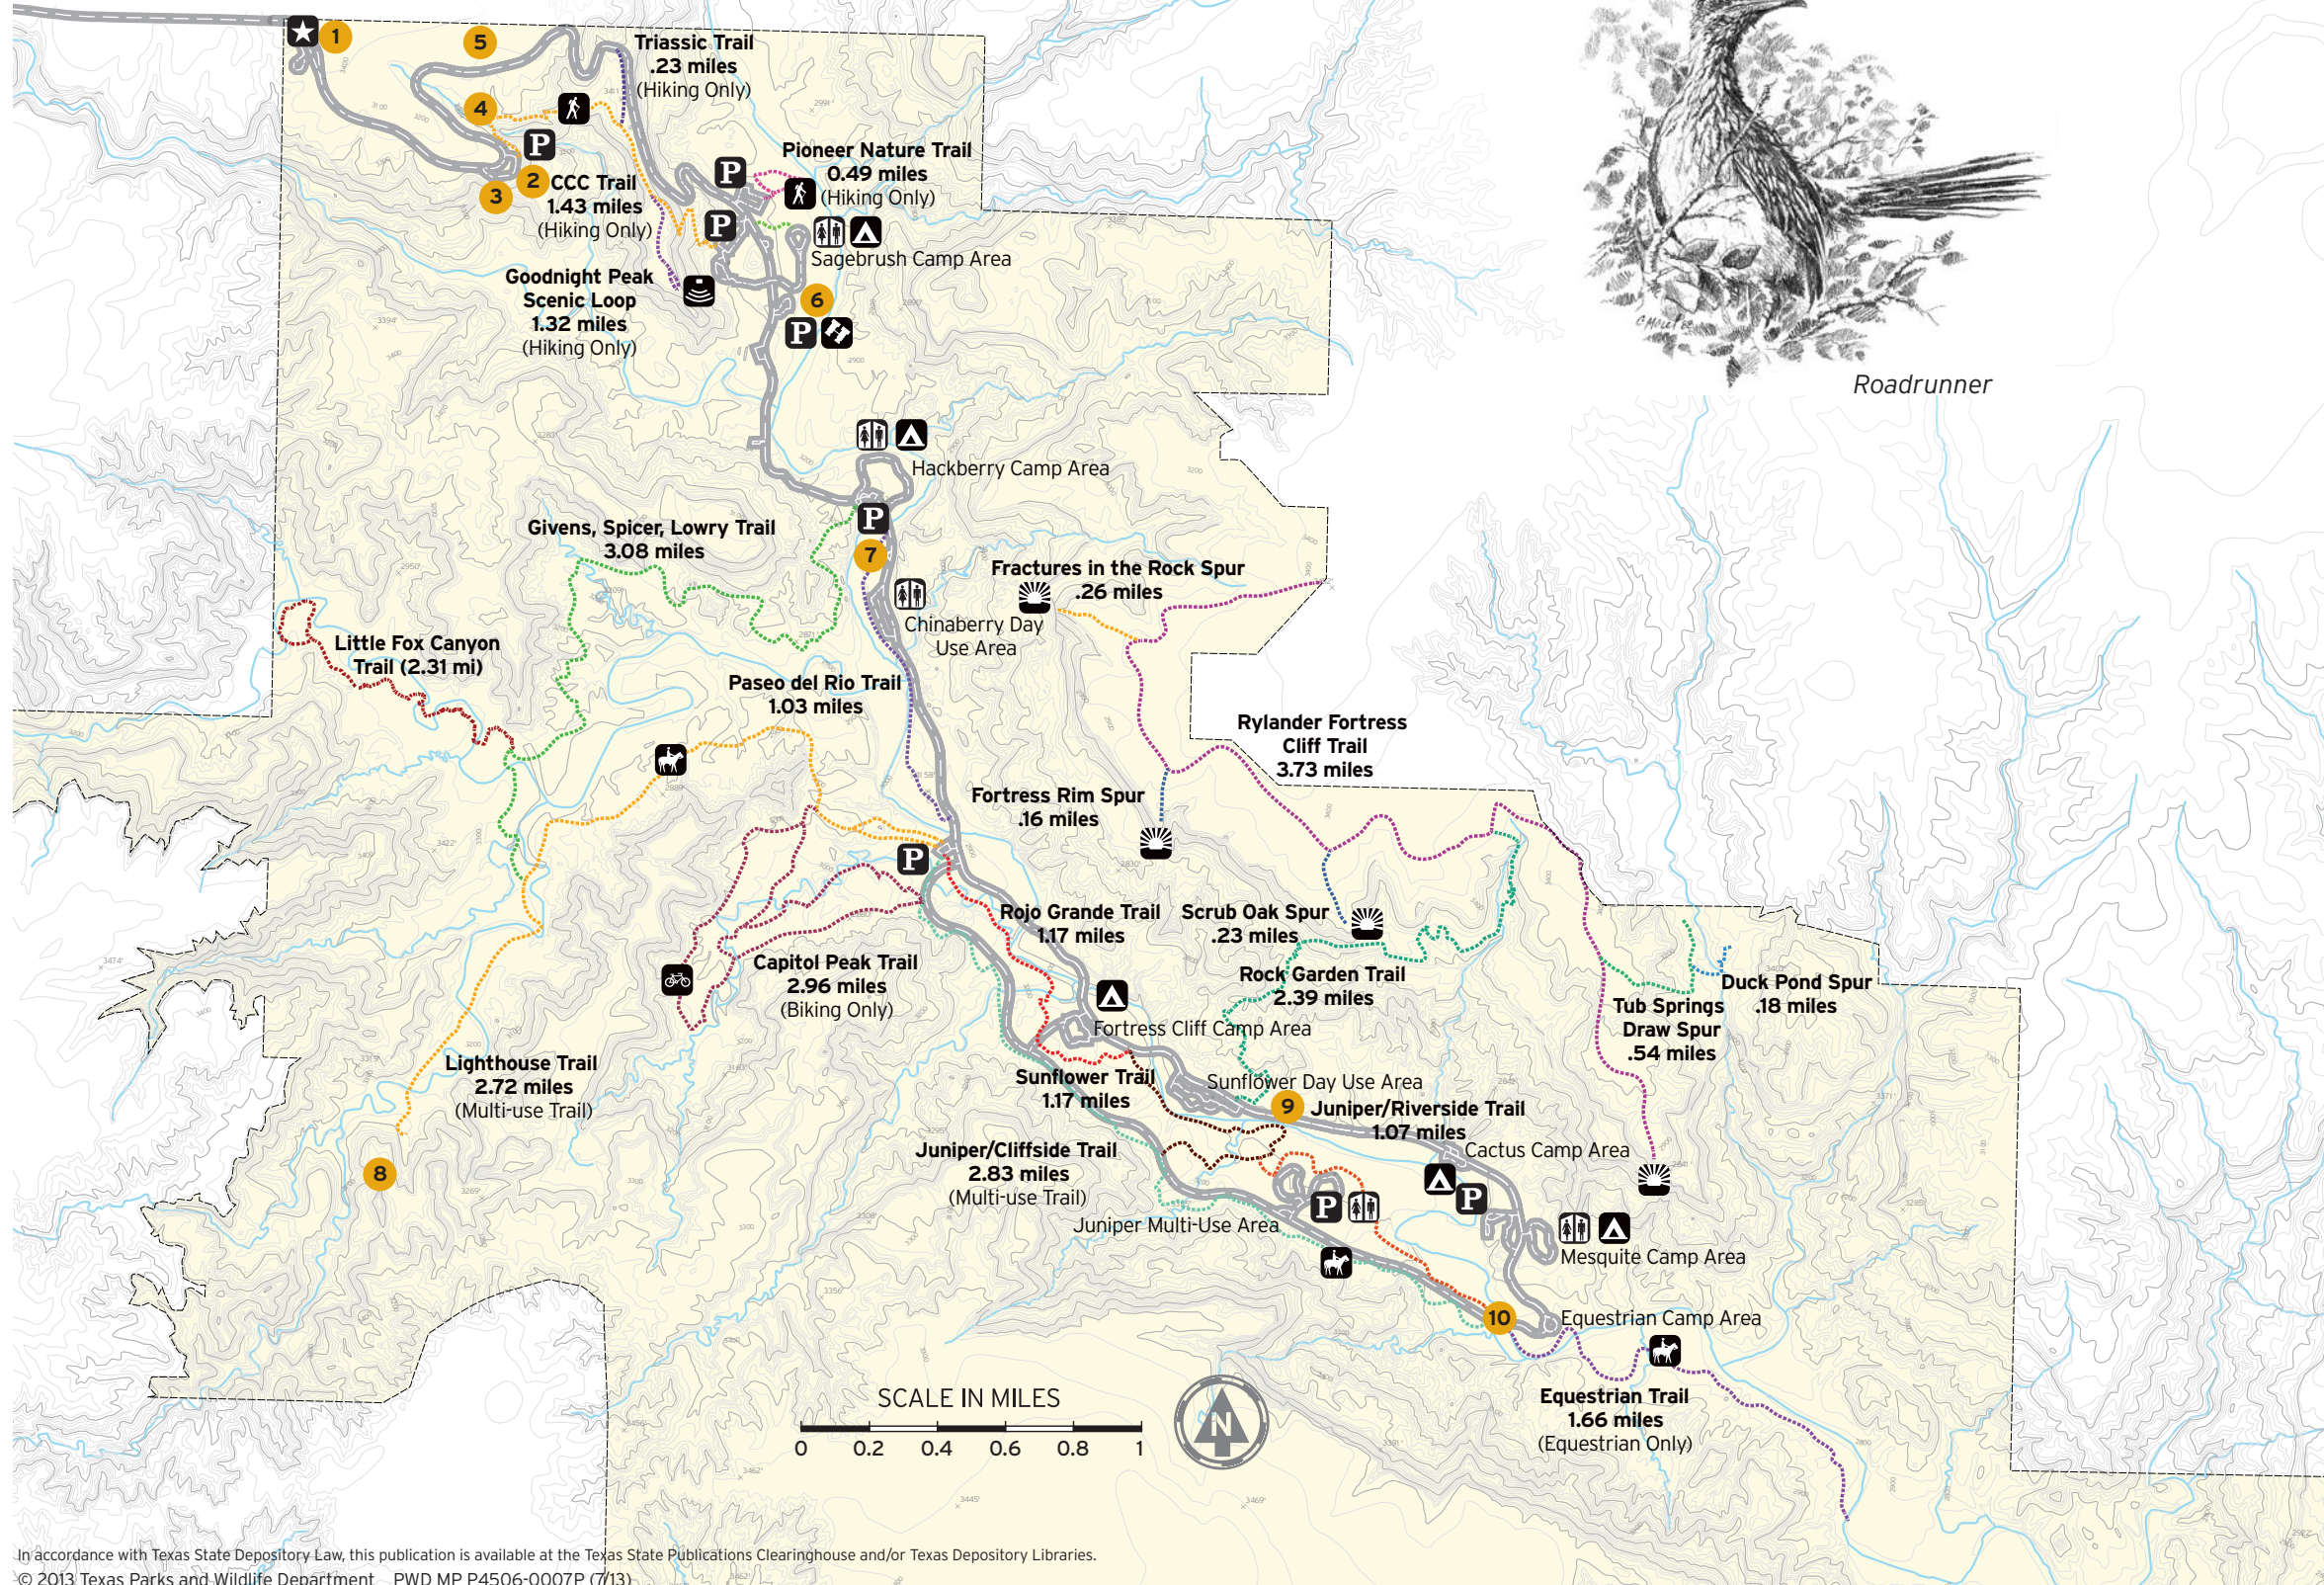 1
5
Triassic Trail
.23 miles
(Hiking Only)
4
P
Pioneer Nature Trail
0.49 miles
(Hiking Only)
P
2
3
CCC Trail
1.43 miles
(Hiking Only)
P
Sagebrush Camp Area
Goodnight Peak
Scenic Loop
1.32 miles
(Hiking Only)
6
P
Roadrunner
Hackberry Camp Area
P
Givens, Spicer, Lowry Trail
3.08 miles
7
Fractures in the Rock Spur
.26 miles
Chinaberry Day
Use Area
Little Fox Canyon
Trail (2.31 mi)
Paseo del Rio Trail
1.03 miles
Rylander Fortress
Cliff Trail
3.73 miles
Fortress Rim Spur
.16 miles
P
Rojo Grande Trail
1.17 miles
Scrub Oak Spur
.23 miles
Capitol Peak Trail
2.96 miles
(Biking Only)
Rock Garden Trail
2.39 miles
Duck Pond Spur
.18 miles
Tub Springs
Draw Spur
.54 miles
Fortress Cliff Camp Area
Lighthouse Trail
2.72 miles
(Multi-use Trail)
Sunflower Trail
1.17 miles
Sunflower Day Use Area
9
Juniper/Riverside Trail
1.07 miles
Cactus Camp Area
Juniper/Cliffside Trail
2.83 miles
(Multi-use Trail)
8
P
P
Juniper Multi-Use Area
Mesquite Camp Area
10
Equestrian Camp Area
Equestrian Trail
1.66 miles
(Equestrian Only)
SCALE IN MILES
0 0.2 0.4 0.6 0.8 1
N
In accordance with Texas State Depository Law, this publication is available at the Texas State Publications Clearinghouse and/or Texas Depository Libraries.
© 2013 Texas Parks and Wildlife Department PWD MP P4506-0007P (7/13)